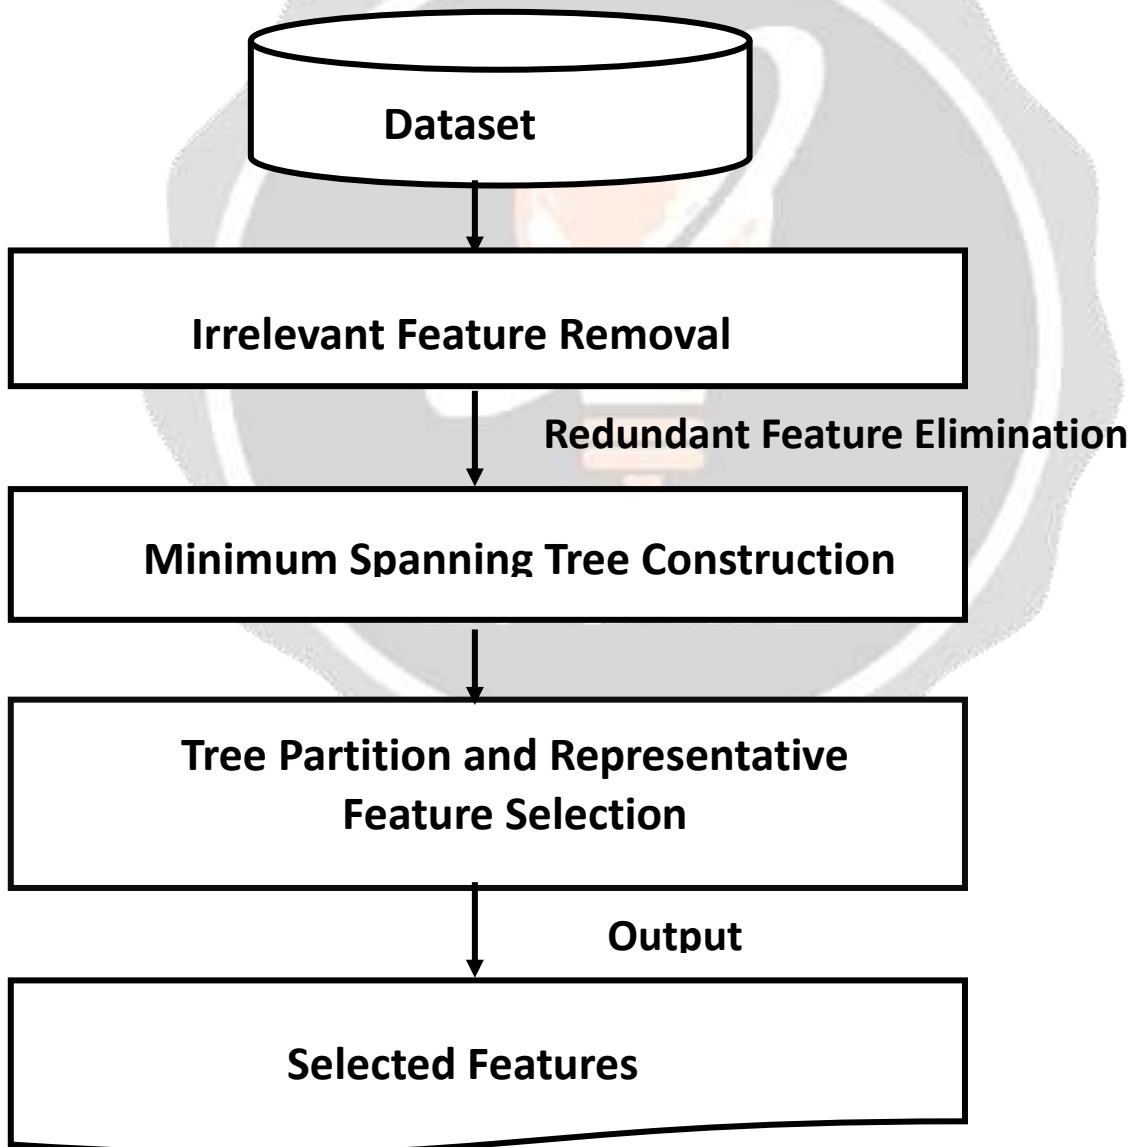 Dataset
Irrelevant Feature Removal
Redundant Feature Elimination
Minimum Spanning Tree Construction
Tree Partition and Representative
Feature Selection
Output
Selected Features